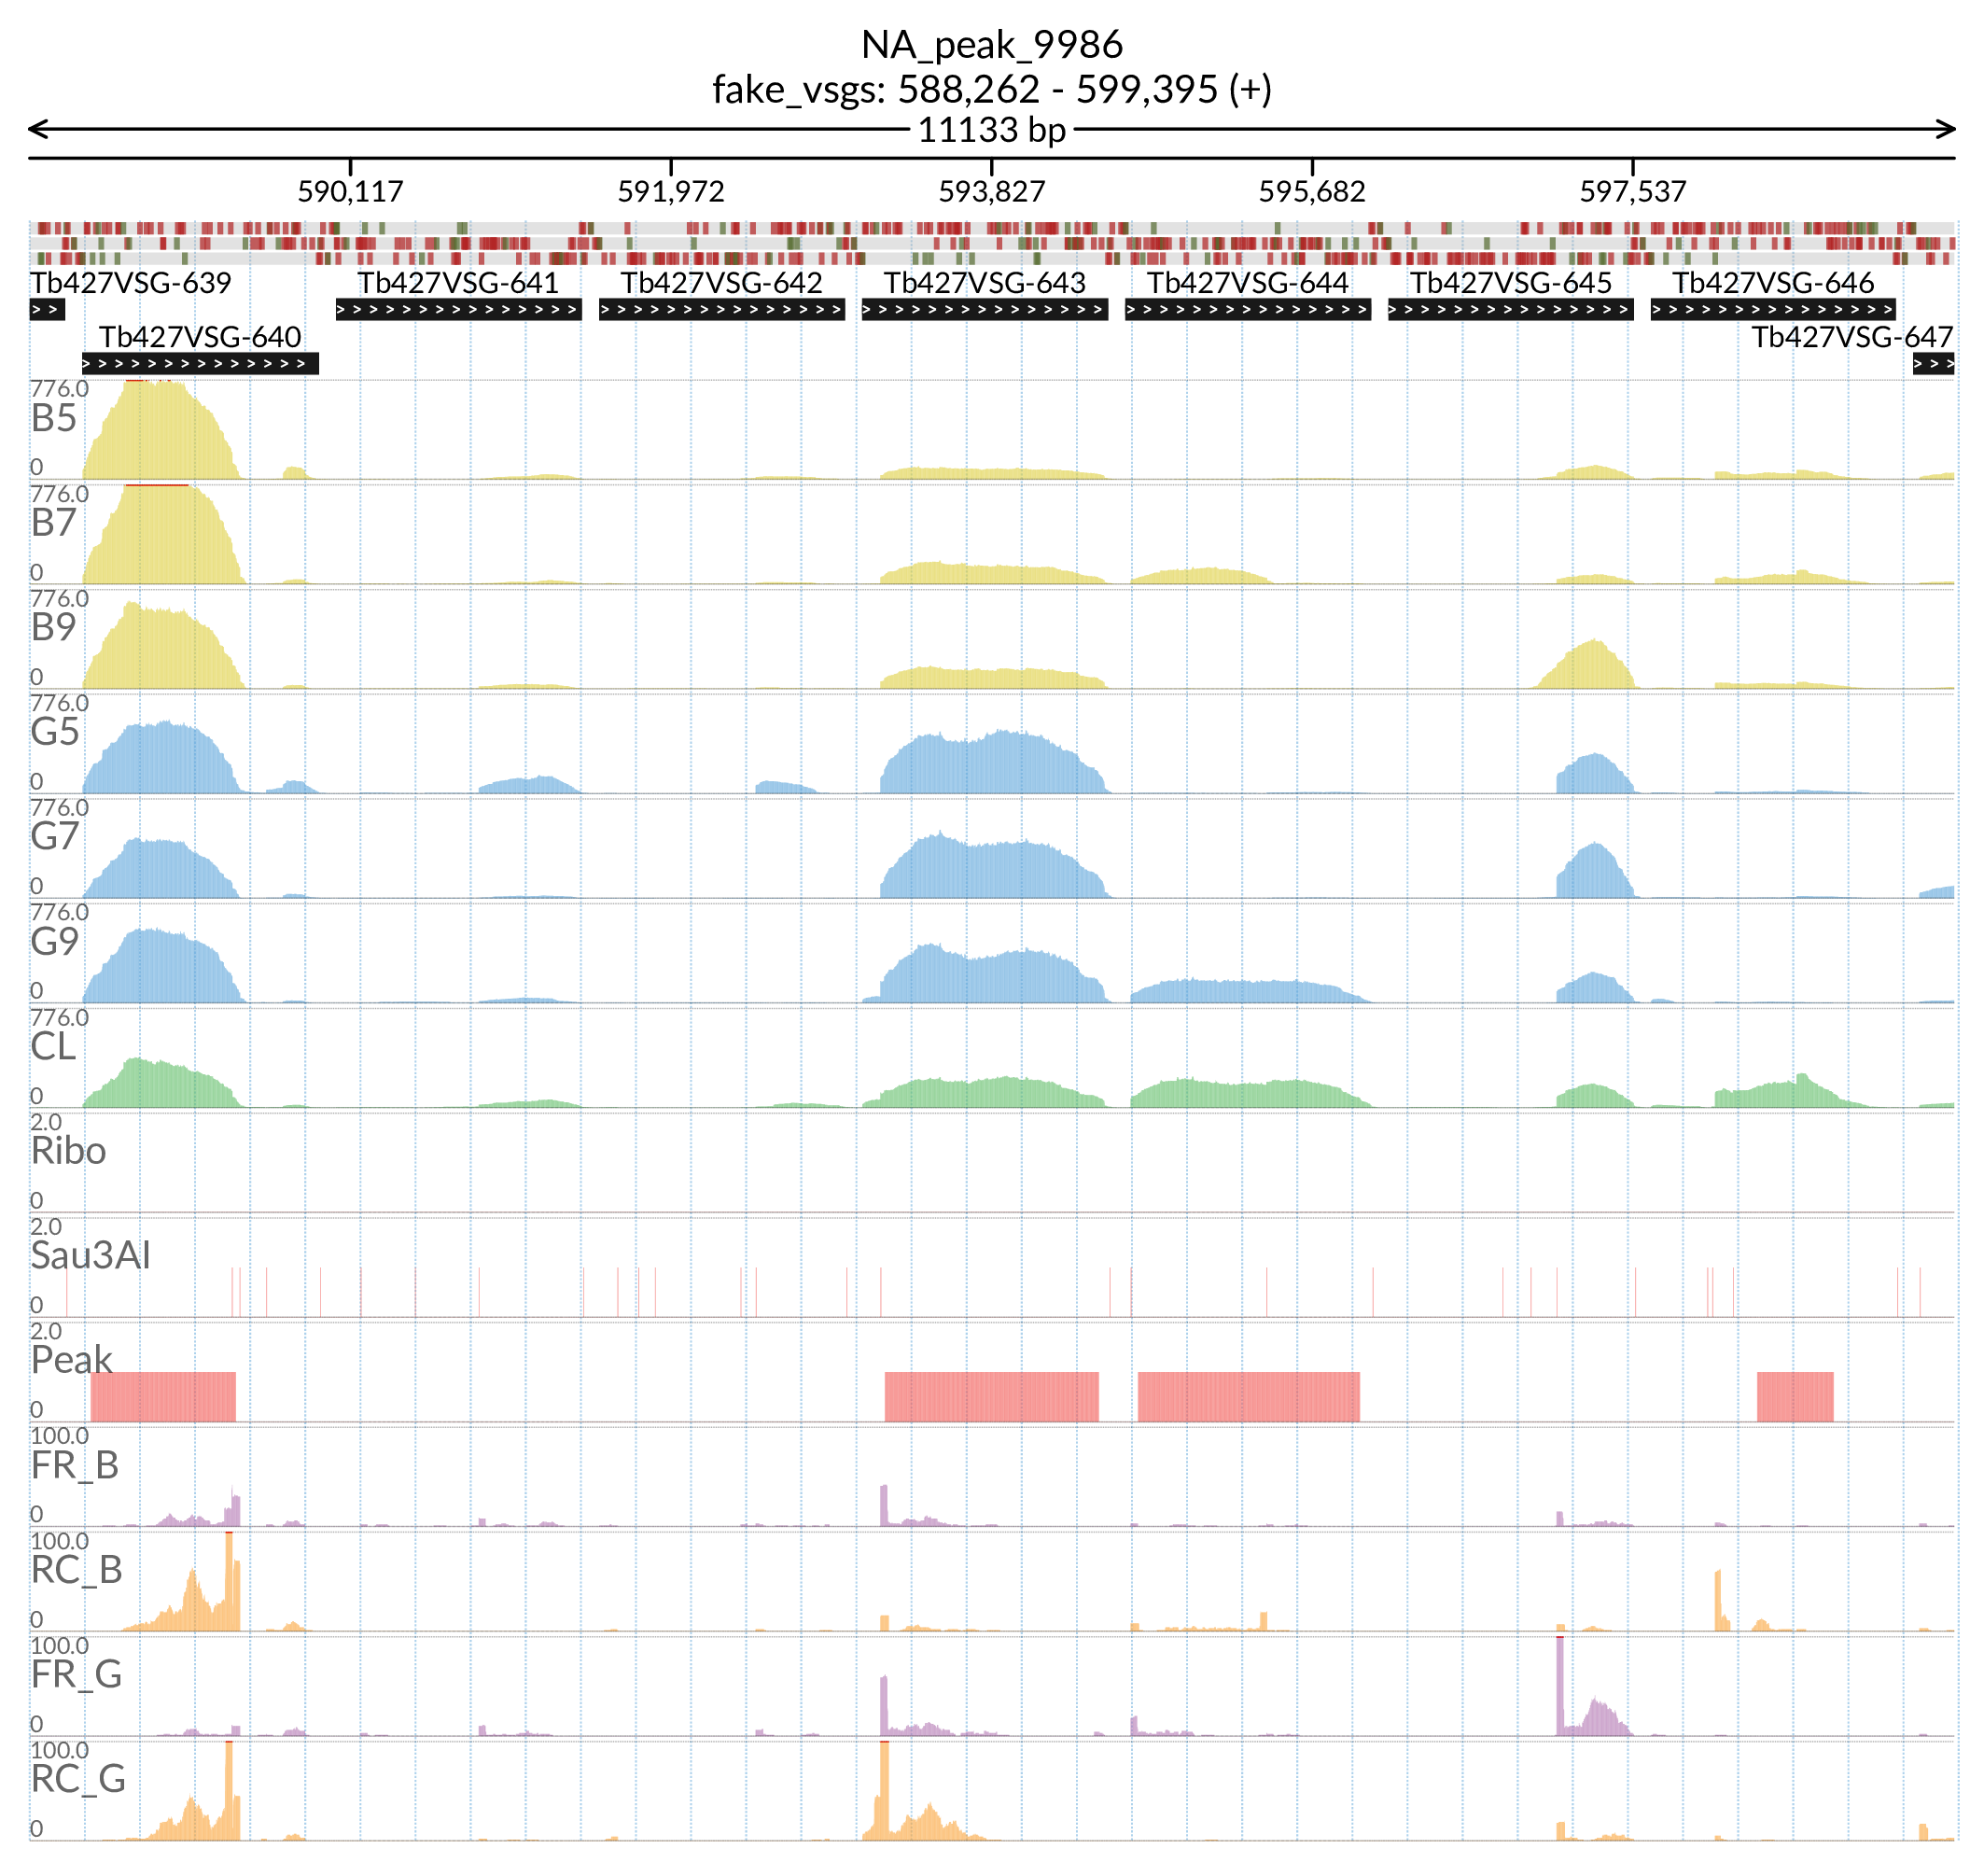 NA_peak_9986
fake_vsgs: 588,262 - 599,395 (+)
11133 bp
590,117 591,972 593,827 595,682 597,537
Tb427VSG-639 Tb427VSG-641 Tb427VSG-642 Tb427VSG-643 Tb427VSG-644 Tb427VSG-645 Tb427VSG-646
Tb427VSG-640 Tb427VSG-647
776.0
B5
0
776.0
B7
0
776.0
B9
0
776.0
G5
0
776.0
G7
0
776.0
G9
0
776.0
CL
0
2.0
Ribo
0
2.0
Sau3AI
0
2.0
Peak
0
100.0
FR_B
0
100.0
RC_B
0
100.0
FR_G
0
100.0
RC_G
0